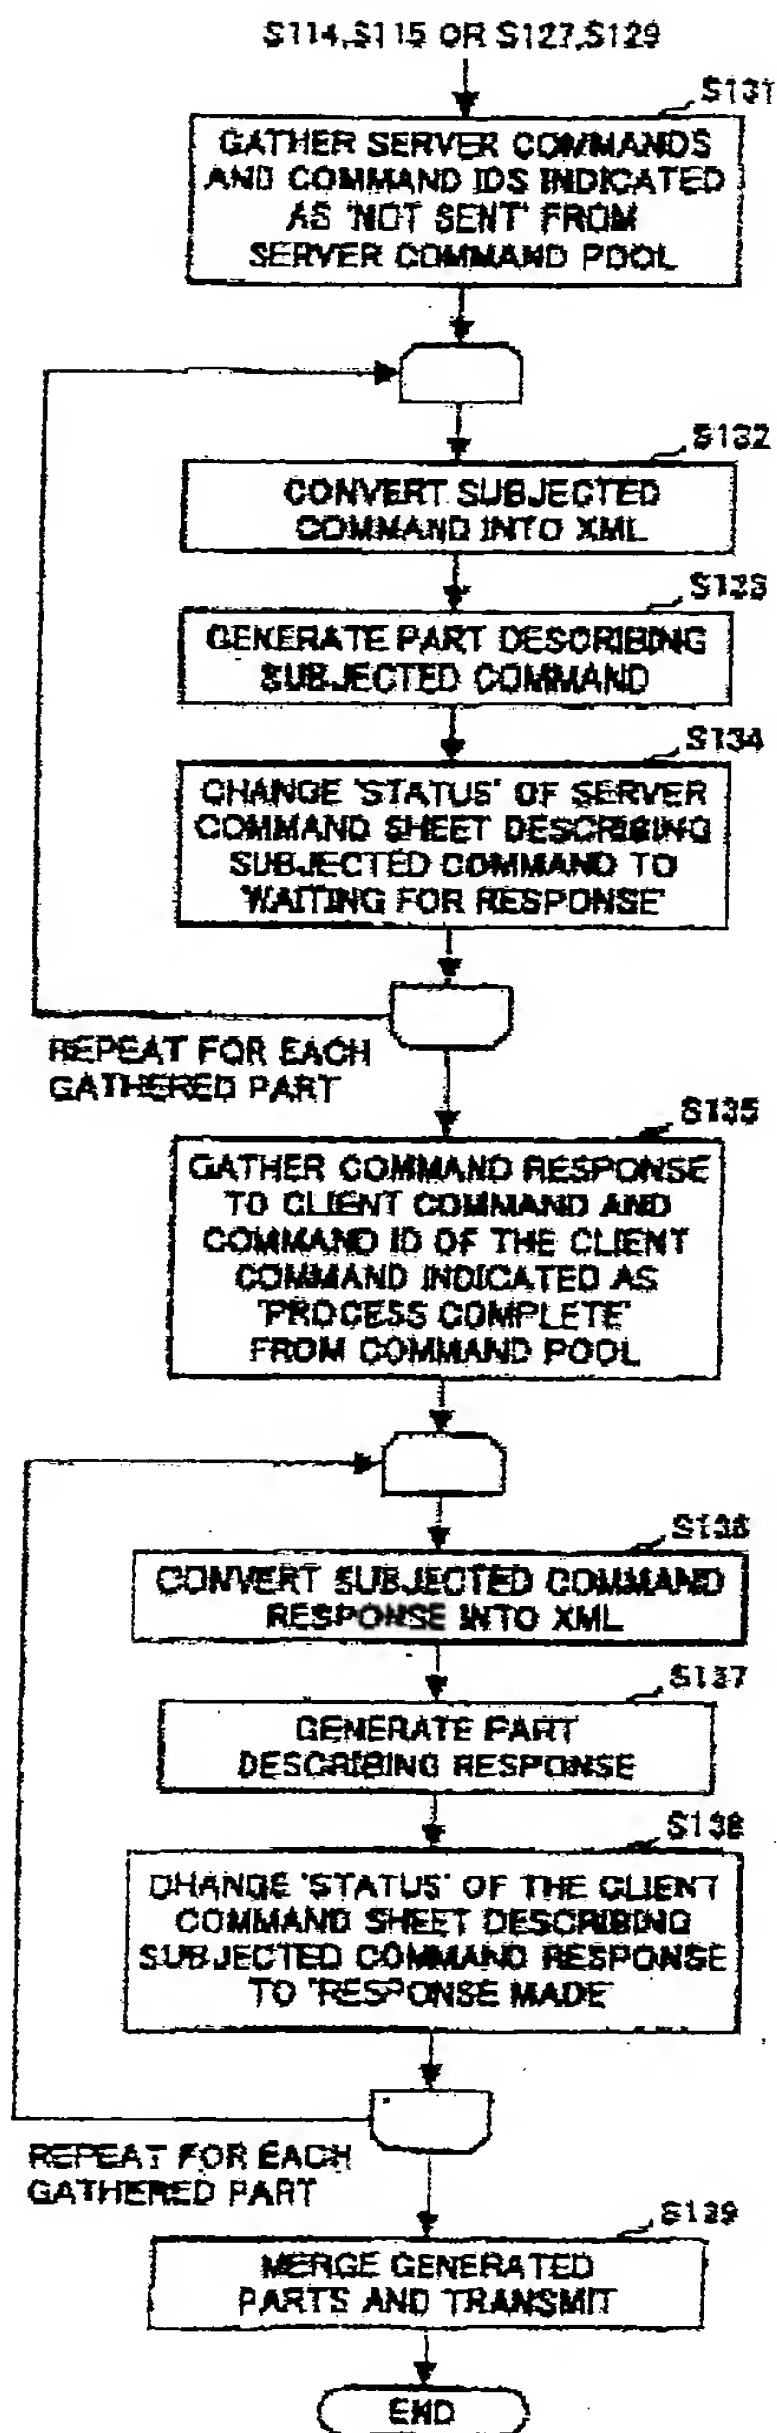 S114,S115 OR S127,S129
S131
GATHER SERVER COMMANDS
AND COMMAND IDS INDICATED
AS 'NOT SENT' FROM
SERVER COMMAND POOL
S132
CONVERT SUBJECTED
COMMAND INTO XML
S133
GENERATE PART DESCRIBING
SUBJECTED COMMAND
S134
CHANGE 'STATUS' OF SERVER
COMMAND SHEET DESCRIBING
SUBJECTED COMMAND TO
'WAITING FOR RESPONSE'
REPEAT FOR EACH
GATHERED PART
S135
GATHER COMMAND RESPONSE
TO CLIENT COMMAND AND
COMMAND ID OF THE CLIENT
COMMAND INDICATED AS
'PROCESS COMPLETE'
FROM COMMAND POOL
S136
CONVERT SUBJECTED COMMAND
RESPONSE INTO XML
S137
GENERATE PART
DESCRIBING RESPONSE
S138
CHANGE 'STATUS' OF THE CLIENT
COMMAND SHEET DESCRIBING
SUBJECTED COMMAND RESPONSE
TO 'RESPONSE MADE'
REPEAT FOR EACH
GATHERED PART
S139
MERGE GENERATED
PARTS AND TRANSMIT
END